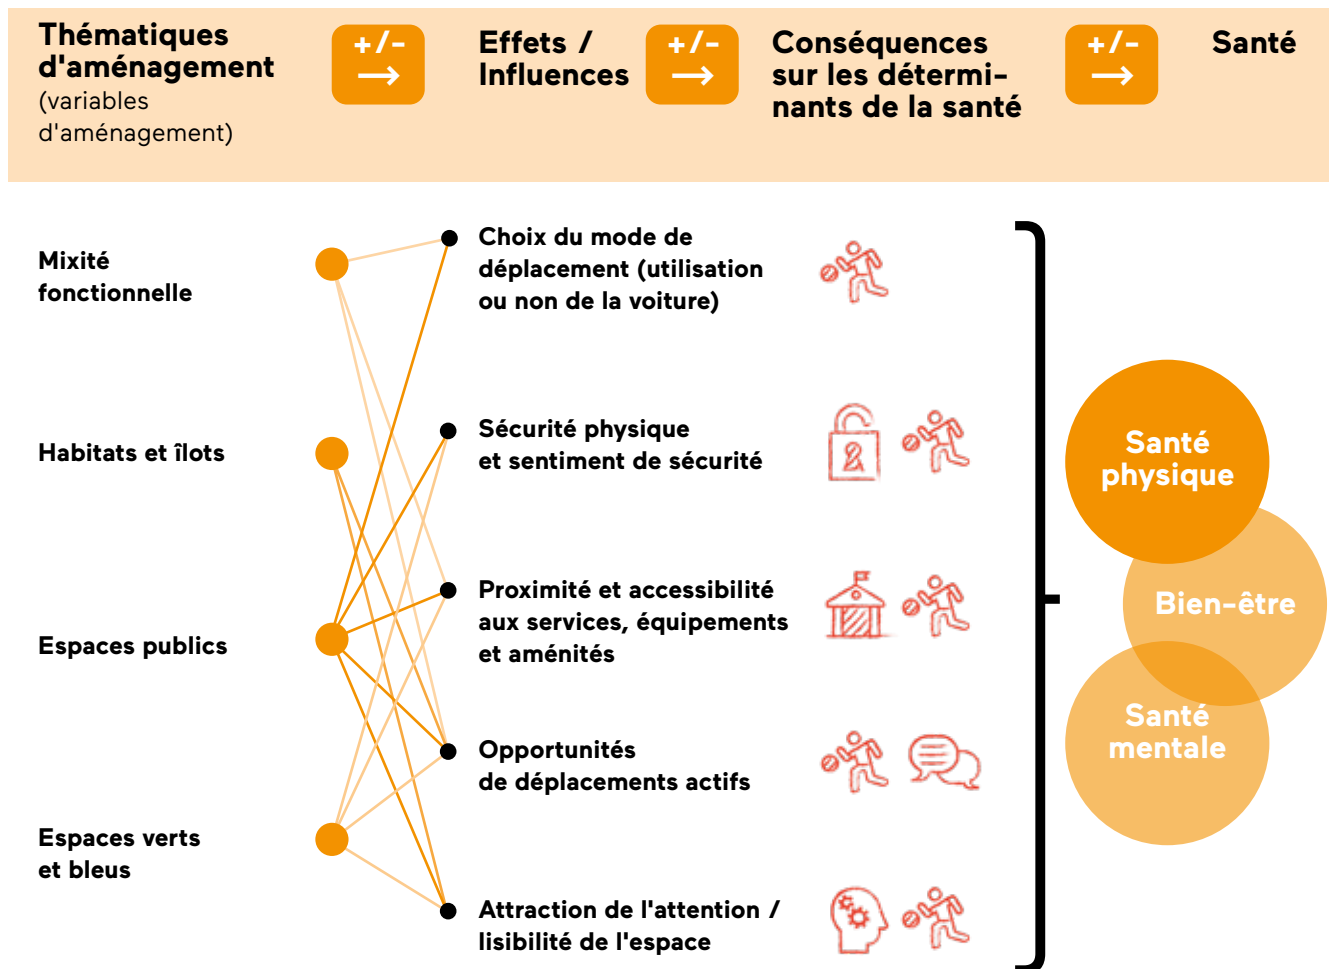 Thématiques
d'aménagement
(variables
d'aménagement)
+/-
Effets /
Influences
+/-
Conséquences
sur les détermi-
nants de la santé
+/-
Santé
Mixité
fonctionnelle
Habitats et îlots
Espaces publics
Espaces verts
et bleus
Choix du mode de
déplacement (utilisation
ou non de la voiture)
Sécurité physique
et sentiment de sécurité
Proximité et accessibilité
aux services, équipements
et aménités
Opportunités
de déplacements actifs
Attraction de l'attention /
lisibilité de l'espace
Santé
physique
Bien-être
Santé
mentale